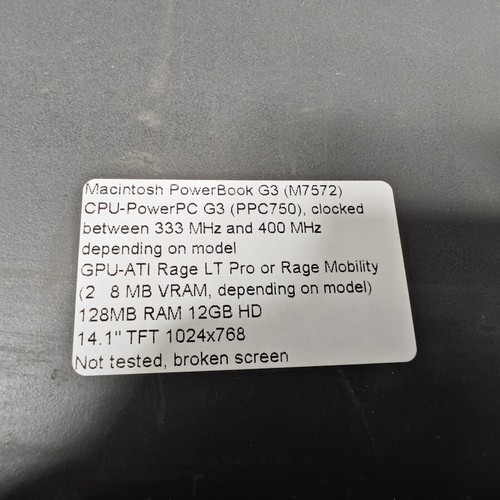 Macintosh PowerBook G3 (M7572)
CPU-PowerPC G3 (PPC750), clocked
between 333 MHz and 400 MHz
depending on model
GPU-ATI Rage LT Pro or Rage Mobility
(2 8 MB VRAM, depending on model)
128MB RAM 12GB HD
14.1" TFT 1024x768
Not tested, broken screen